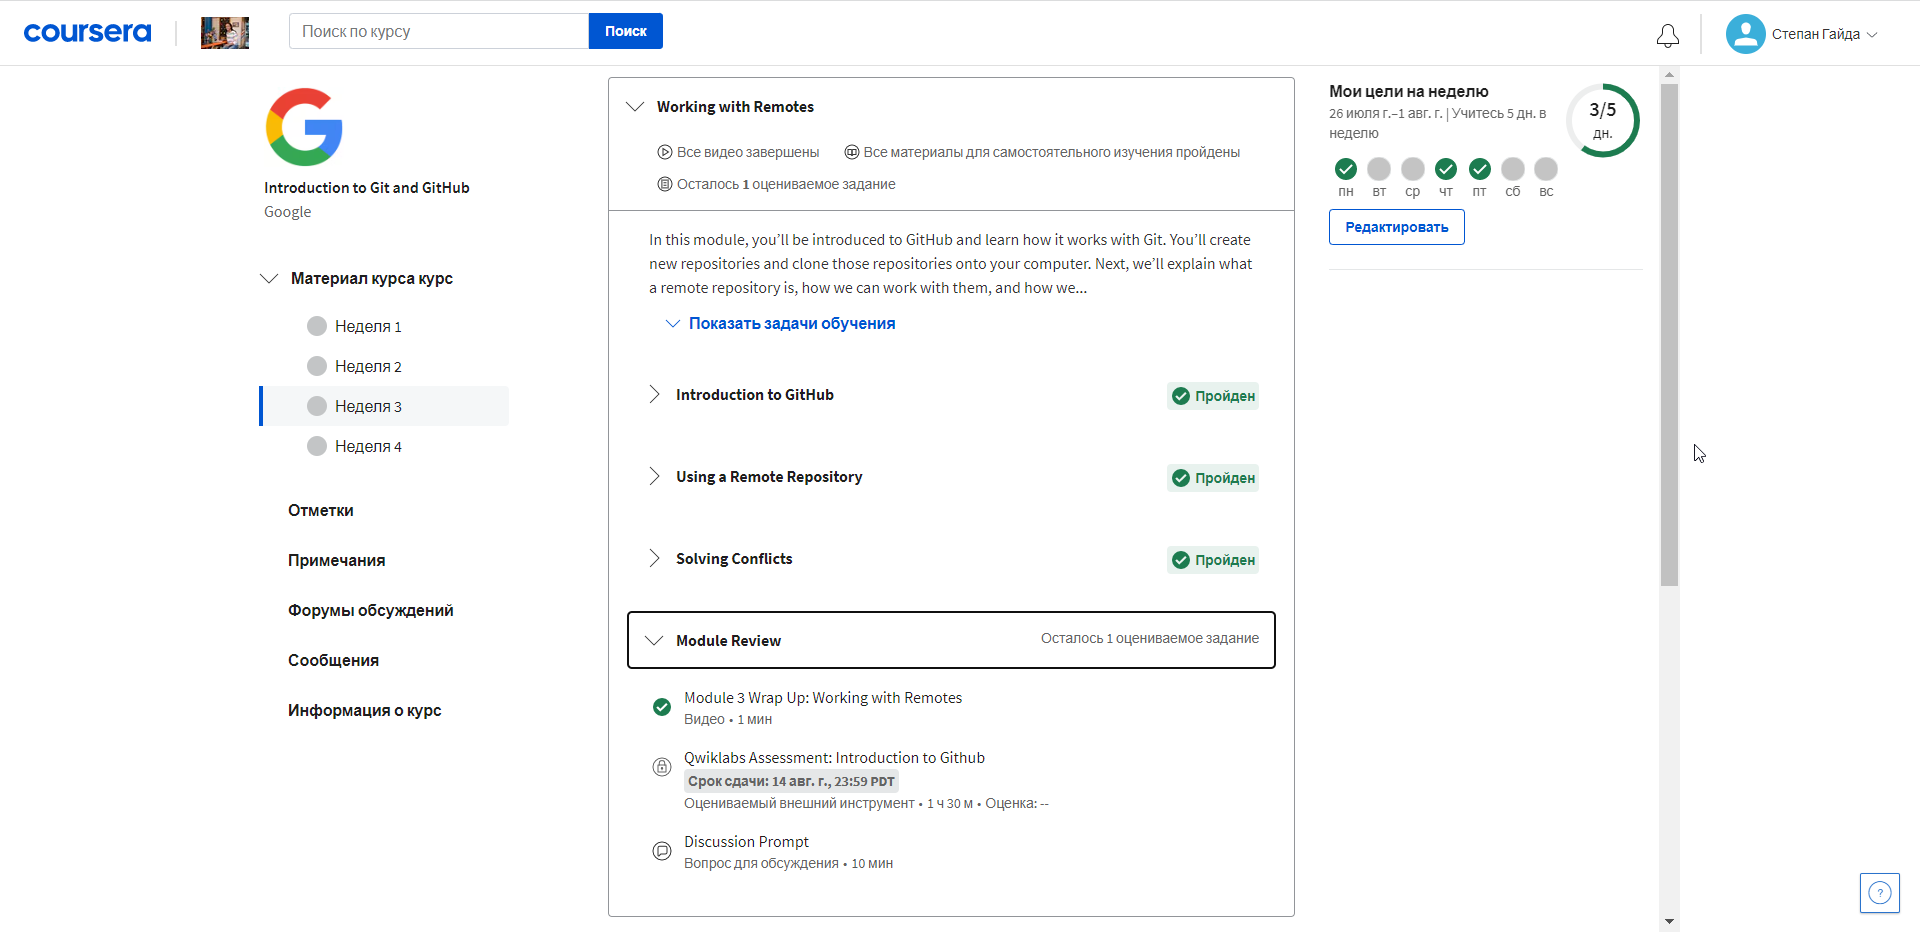 coursera
Поиск по курсу
Поиск
Степан Гайда
Introduction to Git and GitHub
Google
Материал курса курс
Неделя 1
Неделя 2
Неделя 3
Неделя 4
Отметки
Примечания
Форумы обсуждений
Сообщения
Информация о курс
Working with Remotes
Все видео завершены
Все материалы для самостоятельного изучения пройдены
Осталось 1 оцениваемое задание
In this module, you’ll be introduced to GitHub and learn how it works with Git. You’ll create
new repositories and clone those repositories onto your computer. Next, we’ll explain what
a remote repository is, how we can work with them, and how we...
Показать задачи обучения
Introduction to GitHub
Пройден
Using a Remote Repository
Пройден
Solving Conflicts
Пройден
Module Review
Осталось 1 оцениваемое задание
Module 3 Wrap Up: Working with Remotes
Видео • 1 мин
Qwiklabs Assessment: Introduction to Github
Срок сдачи: 14 авг. г., 23:59 PDT
Оцениваемый внешний инструмент • 1 ч 30 м • Оценка: --
Discussion Prompt
Вопрос для обсуждения • 10 мин
Мои цели на неделю
26 июля г.–1 авг. г. | Учитесь 5 дн. в
неделю
3/5
дн.
пн вт ср чт пт сб вс
Редактировать
?